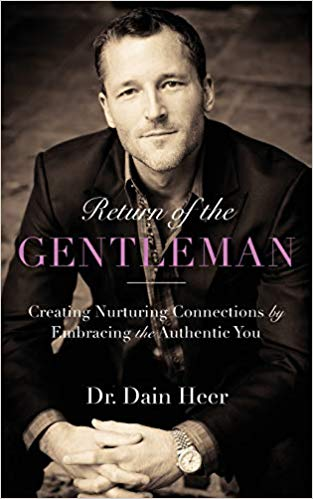 Return of the
GENTLEMAN
Creating Nurturing Connections by
Embracing the Authentic You
Dr. Dain Heer